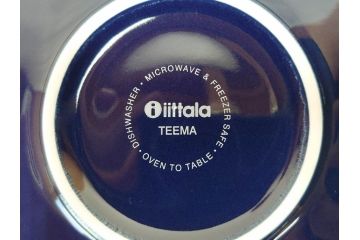 DISHWASHER · MICROWAVE & FREEZER SAFE ·
iittala
TEEMA
OVEN TO TABLE ·